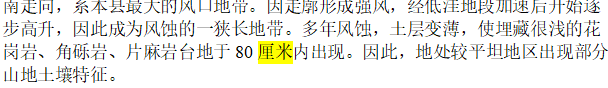 南走向，系本县最大的风口地带。因走廊形成强风，经低洼地段加速后开始逐
步高升，因此成为风蚀的一狭长地带。多年风蚀，土层变薄，使埋藏很浅的花
岗岩、角砾岩、片麻岩台地于 80 厘米内出现。因此，地处较平坦地区出现部分
山地土壤特征。